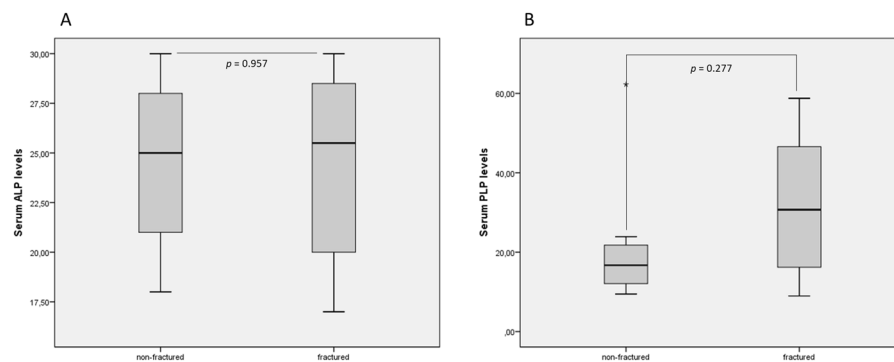 A
30,00
27,50
25,00
22,50
20,00
17,50
Serum ALP levels
p = 0.957
non-fractured
fractured
B
60,00
40,00
20,00
,00
Serum PLP levels
p = 0.277
*
non-fractured
fractured